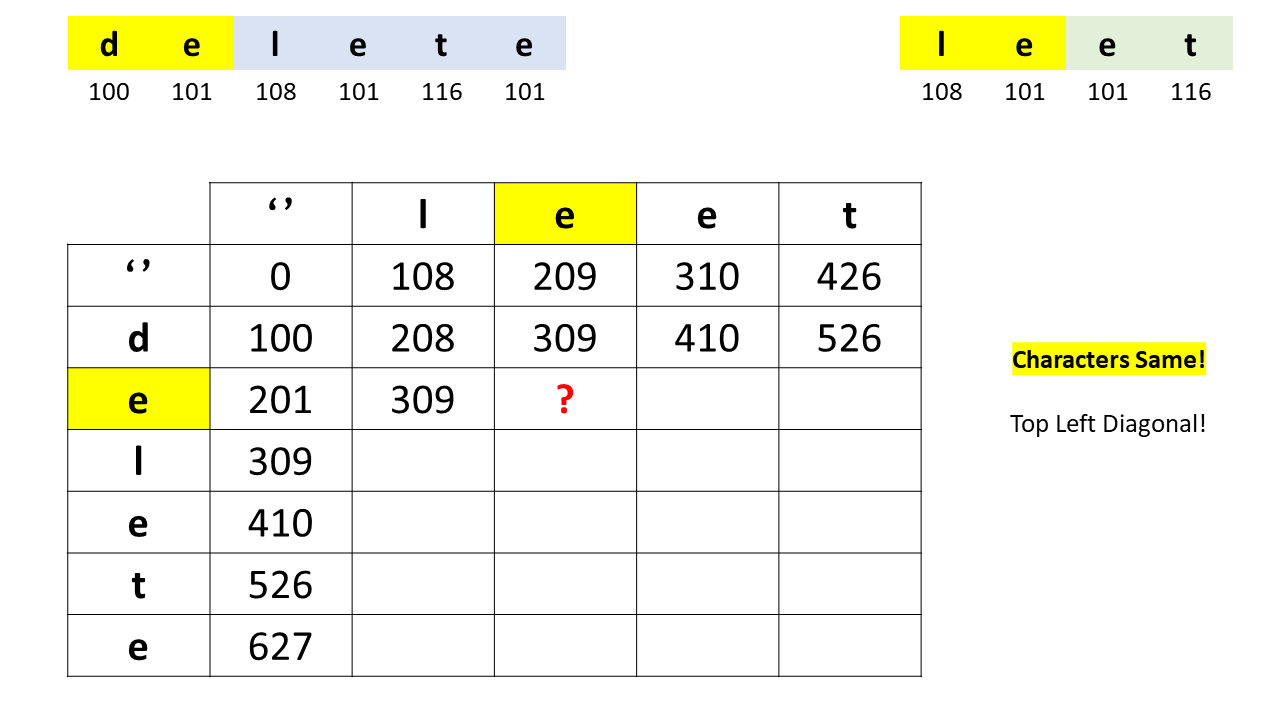 d e l e t e l e e t
100 101 108 101 116 101 108 101 101 116
‘ ’ l e e t
‘ ’ 0 108 209 310 426
d 100 208 309 410 526
Characters Same!
e 201 309 ?
Top Left Diagonal!
l 309
e 410
t 526
e 627